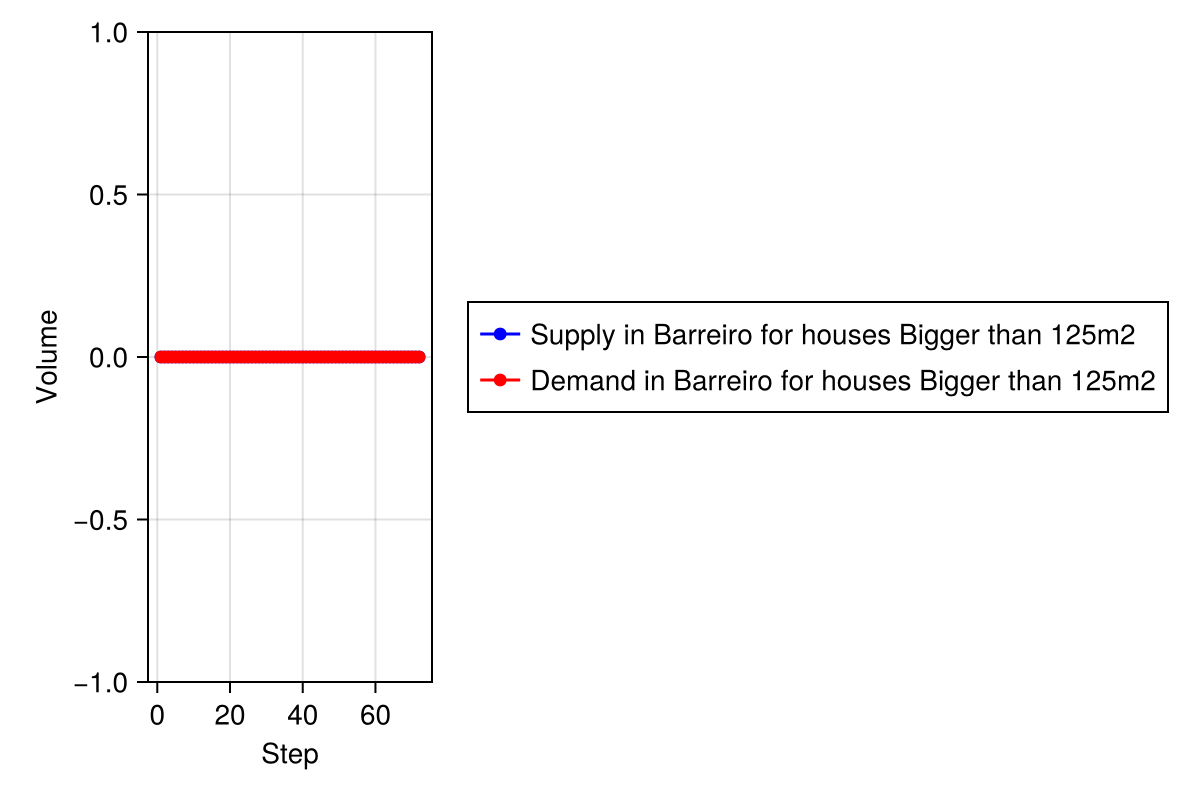 1.0
0.5
0.0
−0.5
−1.0
Volume
0 20 40 60
Step
Supply in Barreiro for houses Bigger than 125m2
Demand in Barreiro for houses Bigger than 125m2